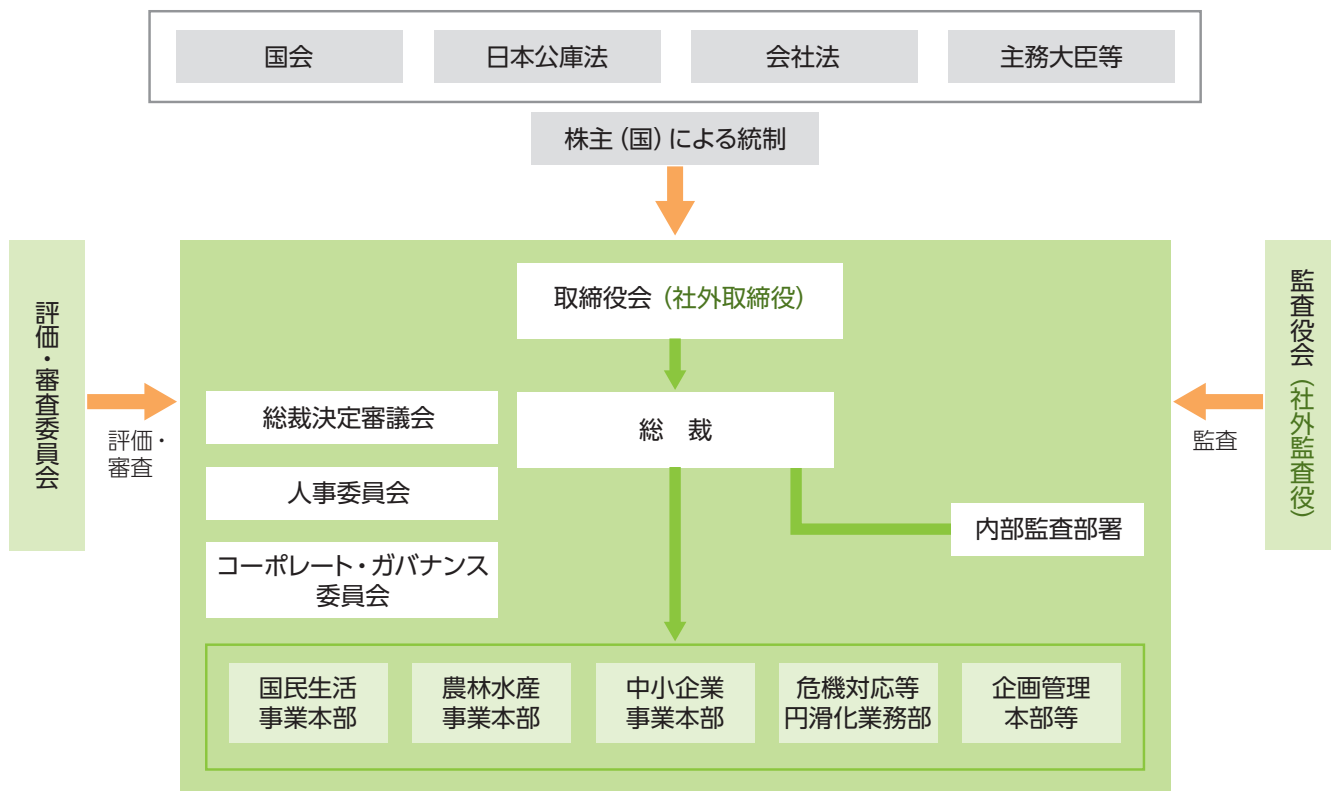 国会
日本公庫法
会社法
主務大臣等
株主（国）による統制
評価・審査委員会
評価・
審査
取締役会（社外取締役）
総裁決定審議会
総　裁
人事委員会
内部監査部署
コーポレート・ガバナンス
委員会
監査
監査役会（社外監査役）
国民生活
事業本部
農林水産
事業本部
中小企業
事業本部
危機対応等
円滑化業務部
企画管理
本部等